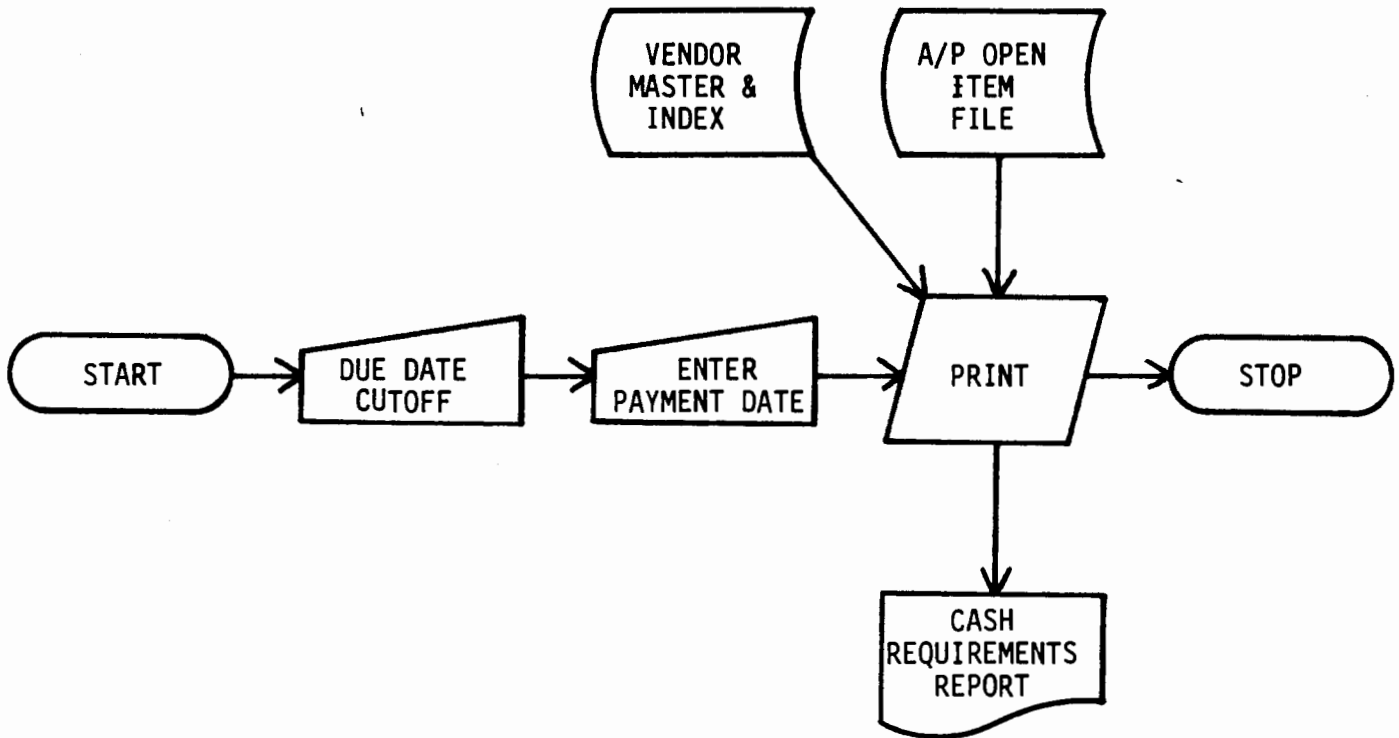 VENDOR
MASTER &
INDEX
A/P OPEN
ITEM
FILE
START
DUE DATE
CUTOFF
ENTER
PAYMENT DATE
PRINT
STOP
CASH
REQUIREMENTS
REPORT